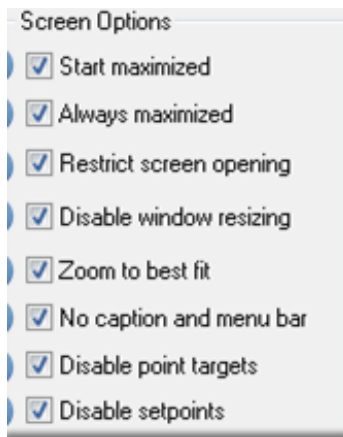 Screen Options
Start maximized
Always maximized
Restrict screen opening
Disable window resizing
Zoom to best fit
No caption and menu bar
Disable point targets
Disable setpoints